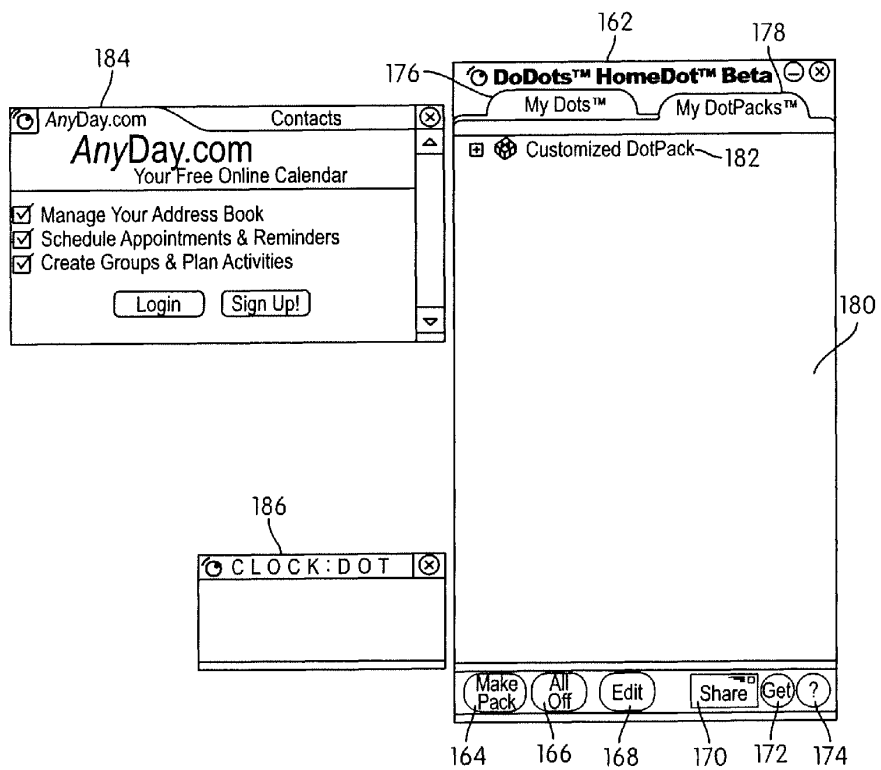 184
AnyDay.com Contacts
AnyDay.com
Your Free Online Calendar
Manage Your Address Book
Schedule Appointments & Reminders
Create Groups & Plan Activities
Login Sign Up!
186
CLOCK:DOT
162
176
178
DoDots™ HomeDot™ Beta
My Dots™ My DotPacks™
Customized DotPack 182
180
Make Pack All Off Edit Share Get ?
164 166 168 170 172 174